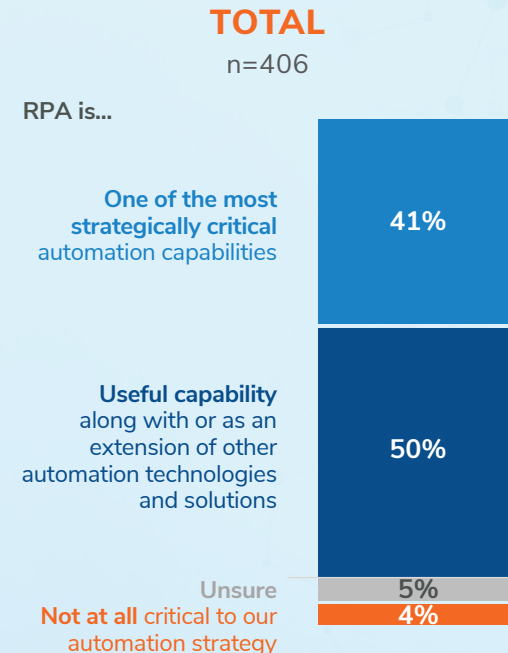 TOTAL
n=406
RPA is...
One of the most
strategically critical
automation capabilities
41%
Useful capability
along with or as an
extension of other
automation technologies
and solutions
50%
Unsure
5%
Not at all critical to our
automation strategy
4%